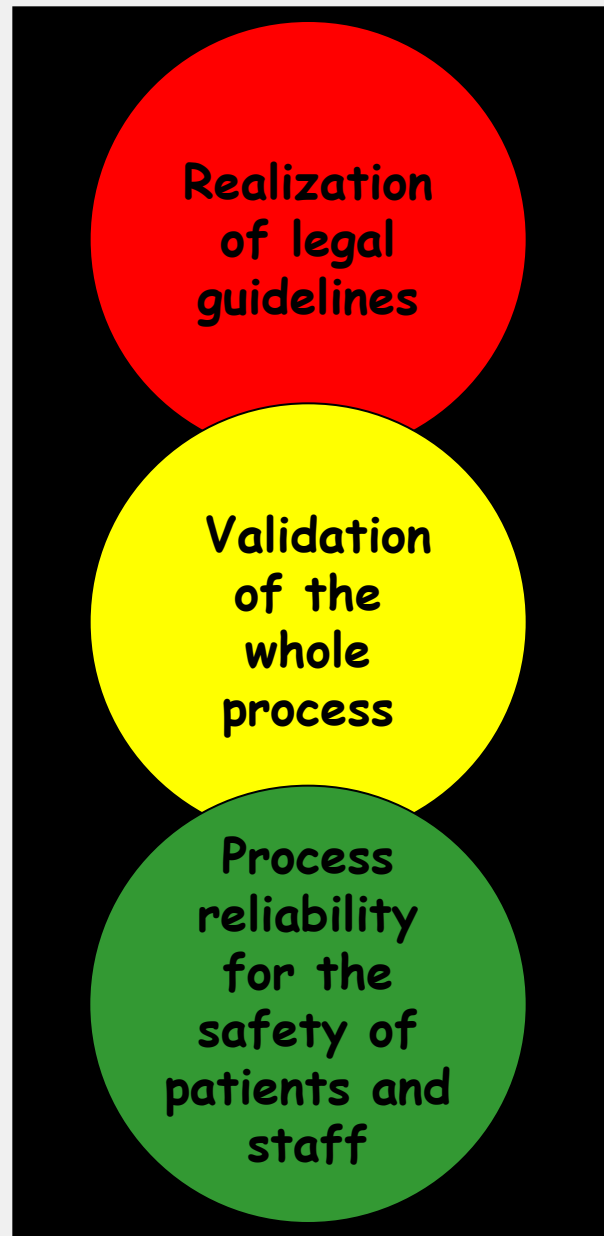 Realization
of legal
guidelines
Validation
of the
whole
process
Process
reliability
for the
safety of
patients and
staff